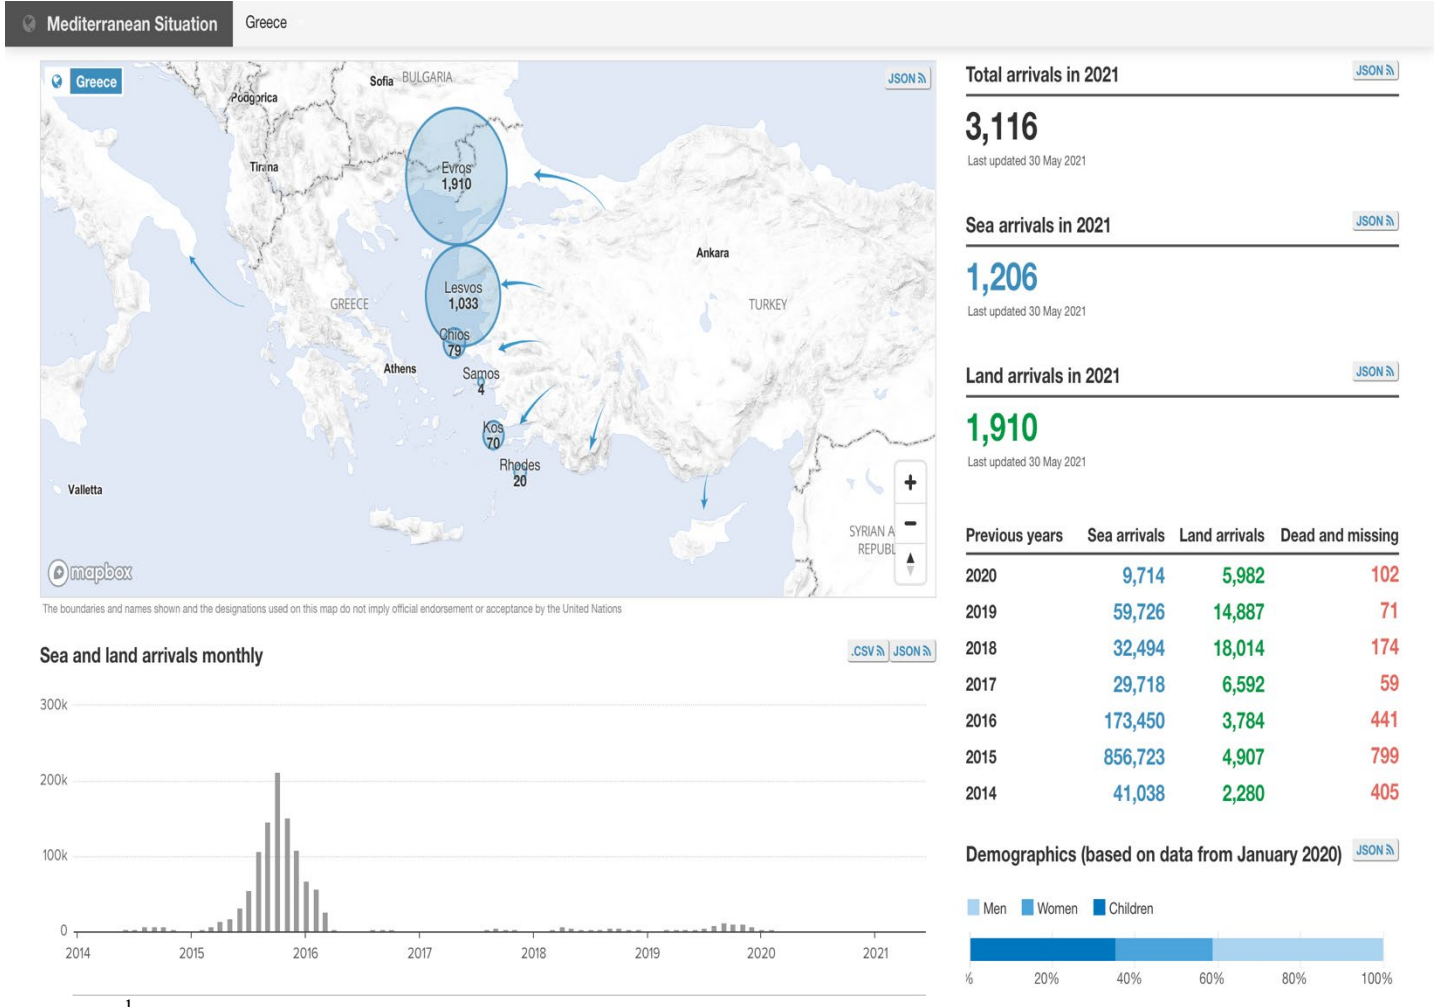 Mediterranean Situation
Greece
Greece
JSON
Sofia
BULGARIA
Podgorica
Tirana
Evros
1,910
Ankara
Lesvos
1,033
GREECE
TURKEY
Chios
79
Athens
Samos
4
Kos
70
Rhodes
20
Valletta
SYRIAN A
REPUBL
+
−
mapbox
The boundaries and names shown and the designations used on this map do not imply official endorsement or acceptance by the United Nations
Sea and land arrivals monthly
.CSV JSON
300k
200k
100k
0
2014 2015 2016 2017 2018 2019 2020 2021
1
Total arrivals in 2021
JSON
3,116
Last updated 30 May 2021
Sea arrivals in 2021
JSON
1,206
Last updated 30 May 2021
Land arrivals in 2021
JSON
1,910
Last updated 30 May 2021
Previous years Sea arrivals Land arrivals Dead and missing
2020 9,714 5,982 102
2019 59,726 14,887 71
2018 32,494 18,014 174
2017 29,718 6,592 59
2016 173,450 3,784 441
2015 856,723 4,907 799
2014 41,038 2,280 405
Demographics (based on data from January 2020)
JSON
Men Women Children
% 20% 40% 60% 80% 100%